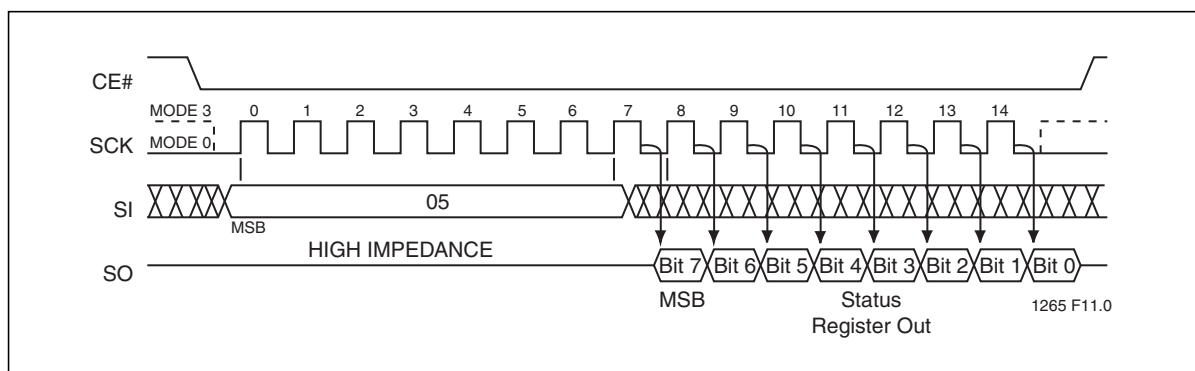 CE#
MODE 3 0 1 2 3 4 5 6 7 8 9 10 11 12 13 14
SCK MODE 0
SI 05
MSB
HIGH IMPEDANCE
SO Bit 7 Bit 6 Bit 5 Bit 4 Bit 3 Bit 2 Bit 1 Bit 0
MSB Status 1265 F11.0
Register Out